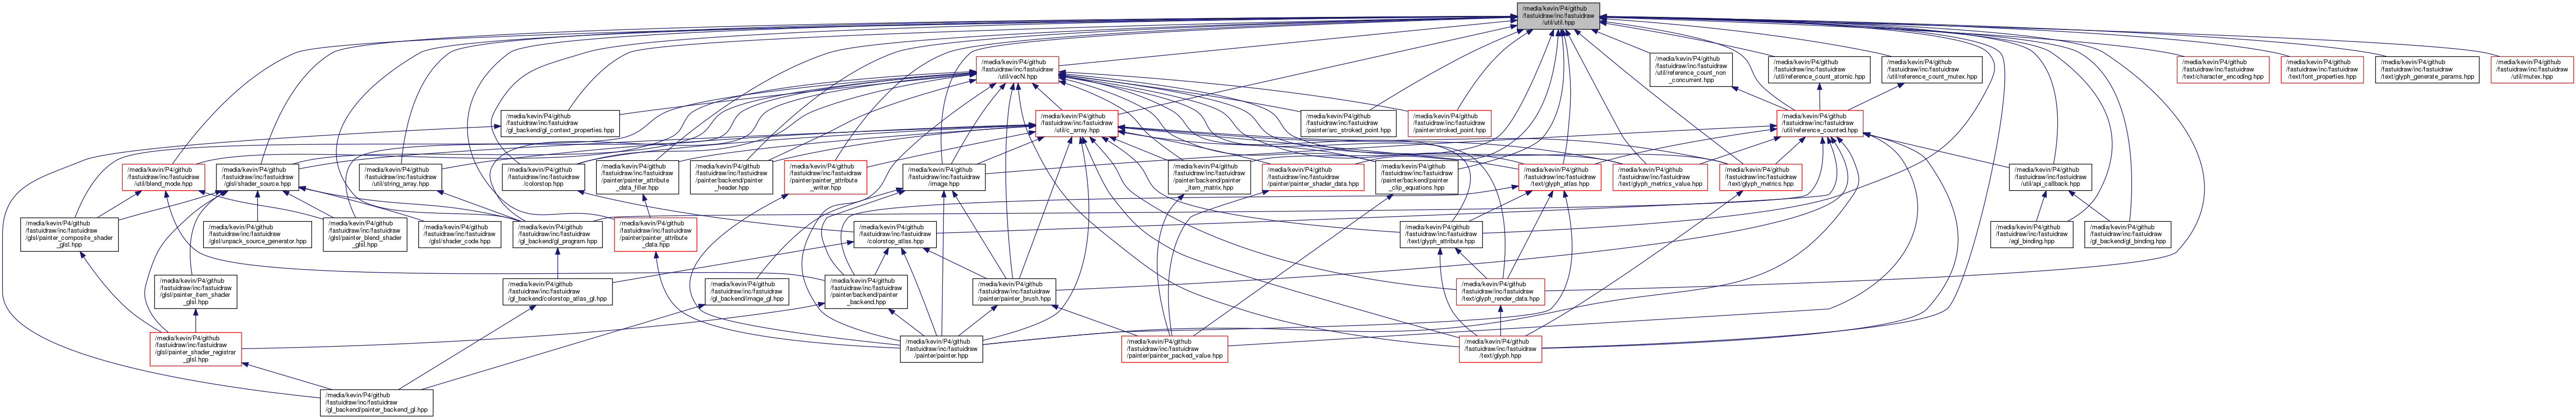 /media/kevin/P4/github
/fastuidraw/inc/fastuidraw
/util/util.hpp
/media/kevin/P4/github
/fastuidraw/inc/fastuidraw
/util/vecN.hpp
/media/kevin/P4/github
/fastuidraw/inc/fastuidraw
/util/reference_count_non
_concurrent.hpp
/media/kevin/P4/github
/fastuidraw/inc/fastuidraw
/util/reference_count_atomic.hpp
/media/kevin/P4/github
/fastuidraw/inc/fastuidraw
/util/reference_count_mutex.hpp
/media/kevin/P4/github
/fastuidraw/inc/fastuidraw
/text/character_encoding.hpp
/media/kevin/P4/github
/fastuidraw/inc/fastuidraw
/text/font_properties.hpp
/media/kevin/P4/github
/fastuidraw/inc/fastuidraw
/text/glyph_generate_params.hpp
/media/kevin/P4/github
/fastuidraw/inc/fastuidraw
/util/mutex.hpp
/media/kevin/P4/github
/fastuidraw/inc/fastuidraw
/gl_backend/gl_context_properties.hpp
/media/kevin/P4/github
/fastuidraw/inc/fastuidraw
/util/c_array.hpp
/media/kevin/P4/github
/fastuidraw/inc/fastuidraw
/painter/arc_stroked_point.hpp
/media/kevin/P4/github
/fastuidraw/inc/fastuidraw
/painter/stroked_point.hpp
/media/kevin/P4/github
/fastuidraw/inc/fastuidraw
/util/reference_counted.hpp
/media/kevin/P4/github
/fastuidraw/inc/fastuidraw
/util/blend_mode.hpp
/media/kevin/P4/github
/fastuidraw/inc/fastuidraw
/glsl/shader_source.hpp
/media/kevin/P4/github
/fastuidraw/inc/fastuidraw
/util/string_array.hpp
/media/kevin/P4/github
/fastuidraw/inc/fastuidraw
/colorstop.hpp
/media/kevin/P4/github
/fastuidraw/inc/fastuidraw
/painter/painter_attribute
_data_filler.hpp
/media/kevin/P4/github
/fastuidraw/inc/fastuidraw
/painter/backend/painter
_header.hpp
/media/kevin/P4/github
/fastuidraw/inc/fastuidraw
/painter/painter_attribute
_writer.hpp
/media/kevin/P4/github
/fastuidraw/inc/fastuidraw
/image.hpp
/media/kevin/P4/github
/fastuidraw/inc/fastuidraw
/painter/backend/painter
_item_matrix.hpp
/media/kevin/P4/github
/fastuidraw/inc/fastuidraw
/painter/painter_shader_data.hpp
/media/kevin/P4/github
/fastuidraw/inc/fastuidraw
/painter/backend/painter
_clip_equations.hpp
/media/kevin/P4/github
/fastuidraw/inc/fastuidraw
/text/glyph_atlas.hpp
/media/kevin/P4/github
/fastuidraw/inc/fastuidraw
/text/glyph_metrics_value.hpp
/media/kevin/P4/github
/fastuidraw/inc/fastuidraw
/text/glyph_metrics.hpp
/media/kevin/P4/github
/fastuidraw/inc/fastuidraw
/util/api_callback.hpp
/media/kevin/P4/github
/fastuidraw/inc/fastuidraw
/glsl/painter_composite_shader
_glsl.hpp
/media/kevin/P4/github
/fastuidraw/inc/fastuidraw
/glsl/unpack_source_generator.hpp
/media/kevin/P4/github
/fastuidraw/inc/fastuidraw
/glsl/painter_blend_shader
_glsl.hpp
/media/kevin/P4/github
/fastuidraw/inc/fastuidraw
/glsl/shader_code.hpp
/media/kevin/P4/github
/fastuidraw/inc/fastuidraw
/gl_backend/gl_program.hpp
/media/kevin/P4/github
/fastuidraw/inc/fastuidraw
/painter/painter_attribute
_data.hpp
/media/kevin/P4/github
/fastuidraw/inc/fastuidraw
/colorstop_atlas.hpp
/media/kevin/P4/github
/fastuidraw/inc/fastuidraw
/text/glyph_attribute.hpp
/media/kevin/P4/github
/fastuidraw/inc/fastuidraw
/egl_binding.hpp
/media/kevin/P4/github
/fastuidraw/inc/fastuidraw
/gl_backend/gl_binding.hpp
/media/kevin/P4/github
/fastuidraw/inc/fastuidraw
/glsl/painter_item_shader
_glsl.hpp
/media/kevin/P4/github
/fastuidraw/inc/fastuidraw
/gl_backend/colorstop_atlas_gl.hpp
/media/kevin/P4/github
/fastuidraw/inc/fastuidraw
/gl_backend/image_gl.hpp
/media/kevin/P4/github
/fastuidraw/inc/fastuidraw
/painter/backend/painter
_backend.hpp
/media/kevin/P4/github
/fastuidraw/inc/fastuidraw
/painter/painter_brush.hpp
/media/kevin/P4/github
/fastuidraw/inc/fastuidraw
/text/glyph_render_data.hpp
/media/kevin/P4/github
/fastuidraw/inc/fastuidraw
/glsl/painter_shader_registrar
_glsl.hpp
/media/kevin/P4/github
/fastuidraw/inc/fastuidraw
/painter/painter.hpp
/media/kevin/P4/github
/fastuidraw/inc/fastuidraw
/painter/painter_packed_value.hpp
/media/kevin/P4/github
/fastuidraw/inc/fastuidraw
/text/glyph.hpp
/media/kevin/P4/github
/fastuidraw/inc/fastuidraw
/gl_backend/painter_backend_gl.hpp